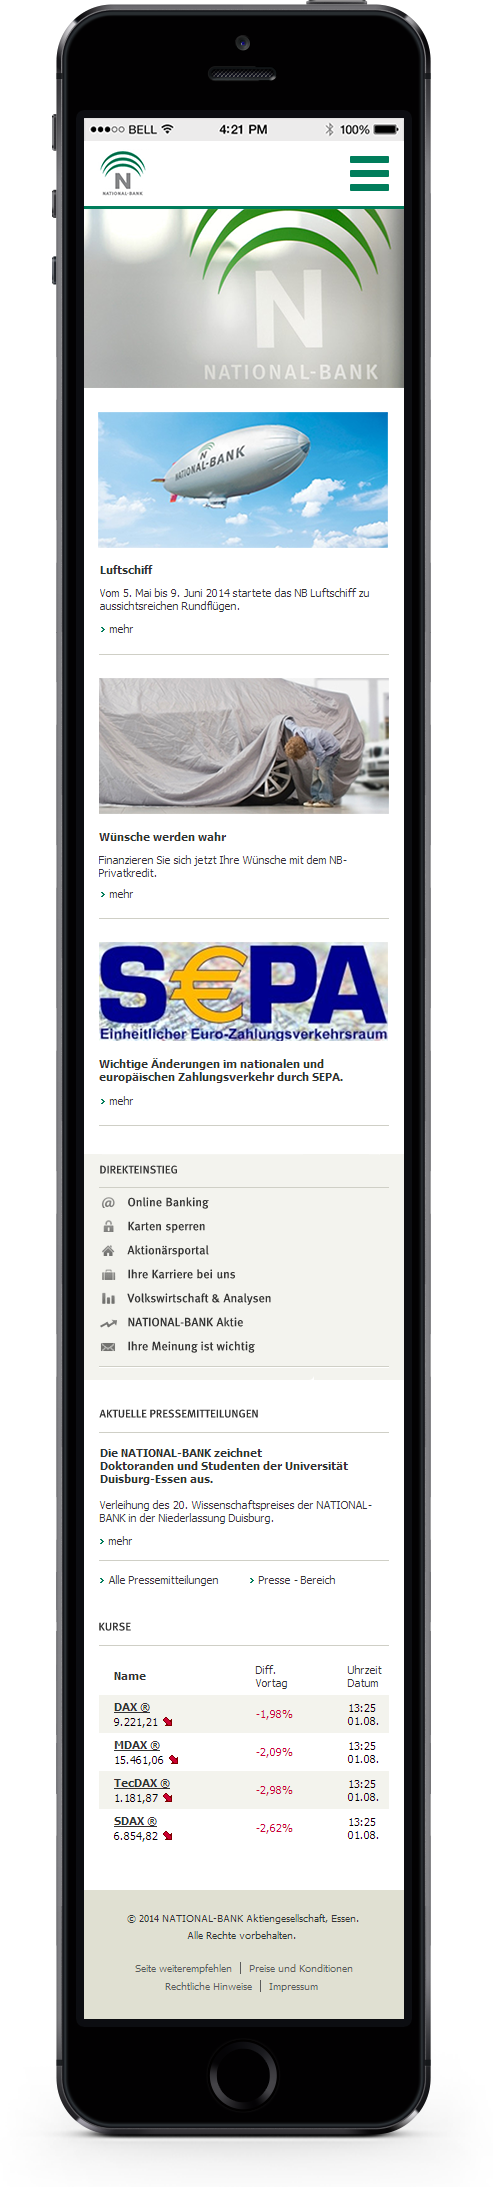 BELL 4:21 PM 100%
N
NATIONAL-BANK
N
NATIONAL-BANK
N
NATIONAL-BANK
Luftschiff
Vom 5. Mai bis 9. Juni 2014 startete das NB Luftschiff zu
aussichtsreichen Rundflügen.
> mehr
Wünsche werden wahr
Finanzieren Sie sich jetzt Ihre Wünsche mit dem NB-
Privatkredit.
> mehr
S€PA
Einheitlicher Euro-Zahlungsverkehrsraum
Wichtige Änderungen im nationalen und
europäischen Zahlungsverkehr durch SEPA.
> mehr
DIREKTEINSTIEG
@ Online Banking
Karten sperren
Aktionärsportal
Ihre Karriere bei uns
Volkswirtschaft & Analysen
NATIONAL-BANK Aktie
Ihre Meinung ist wichtig
AKTUELLE PRESSEMITTEILUNGEN
Die NATIONAL-BANK zeichnet
Doktoranden und Studenten der Universität
Duisburg-Essen aus.
Verleihung des 20. Wissenschaftspreises der NATIONAL-
BANK in der Niederlassung Duisburg.
> mehr
> Alle Pressemitteilungen > Presse - Bereich
KURSE
Name Diff. Vortag Uhrzeit Datum
DAX ®
9.221,21 -1,98% 13:25 01.08.
MDAX ®
15.461,06 -2,09% 13:25 01.08.
TecDAX ®
1.181,87 -2,98% 13:25 01.08.
SDAX ®
6.854,82 -2,62% 13:25 01.08.
© 2014 NATIONAL-BANK Aktiengesellschaft, Essen.
Alle Rechte vorbehalten.
Seite weiterempfehlen | Preise und Konditionen
Rechtliche Hinweise | Impressum